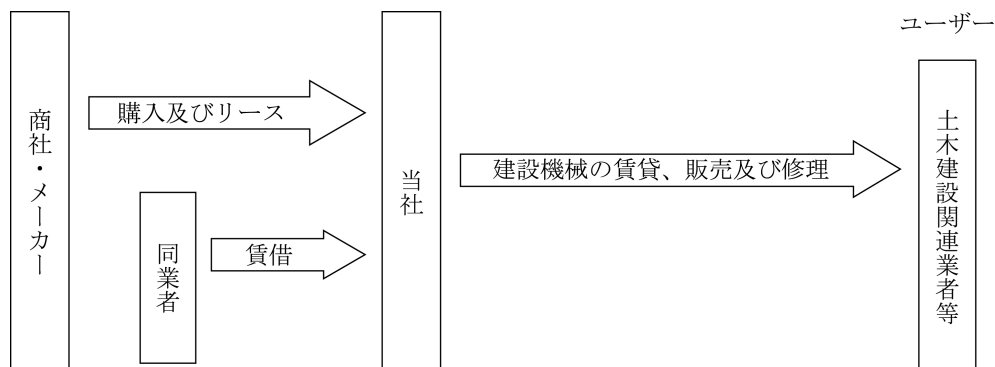 商社・メーカー
購入及びリース
同業者
賃借
当社
建設機械の賃貸、販売及び修理
ユーザー
土木建設関連業者等